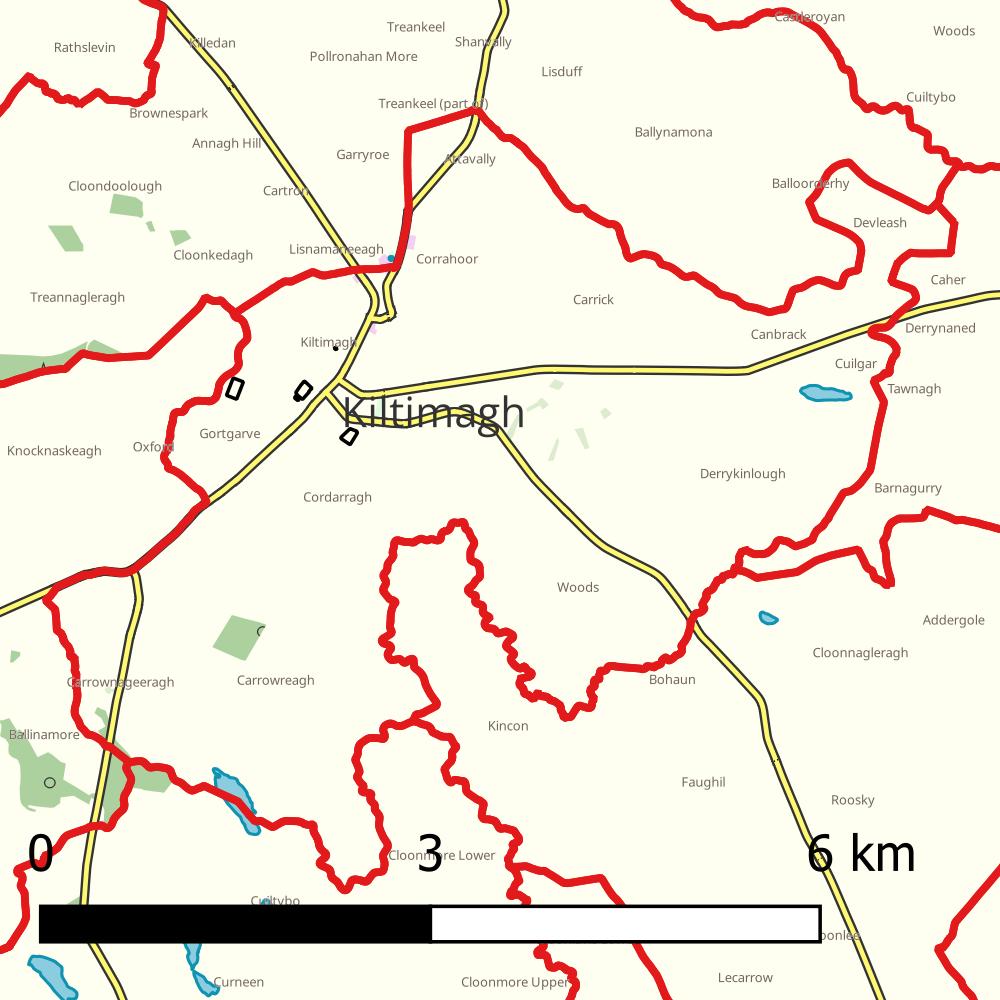 Treankeel
Killedan
Shanvally
Rathslevin
Pollronahan More
Castleroyan
Woods
Lisduff
Cuiltybo
Treankeel (part of)
Brownespark
Ballynamona
Annagh Hill
Garryroe
Attavally
Cloondoolough
Cartron
Balloorderhy
Devleash
Lisnamaneeagh
Cloonkedagh
Corrahoor
Caher
Treannagleragh
Carrick
Derrynaned
Canbrack
Kiltimagh
Cuilgar
Tawnagh
Kiltimagh
Gortgarve
Oxford
Knocknaskeagh
Derrykinlough
Barnagurry
Cordarragh
Woods
Addergole
Cloonnagleragh
Carrownageeragh
Carrowreagh
Bohaun
Kincon
Ballinamore
Faughil
Roosky
0 3 6 km
Cloonmore Lower
Cuiltybo
Curneen
Cloonmore Upper
Lecarrow